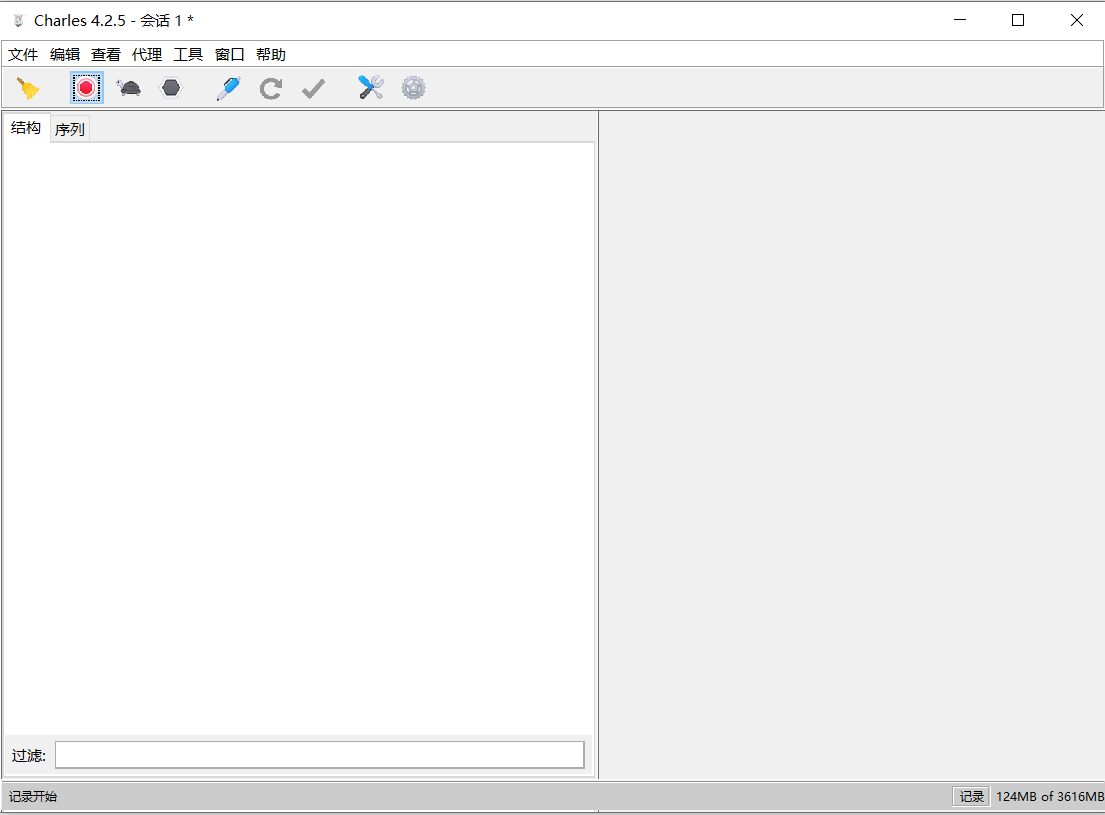 Charles 4.2.5 - 会话 1 *
文件 编辑 查看 代理 工具 窗口 帮助
结构 序列
过滤:
记录开始 记录 124MB of 3616MB